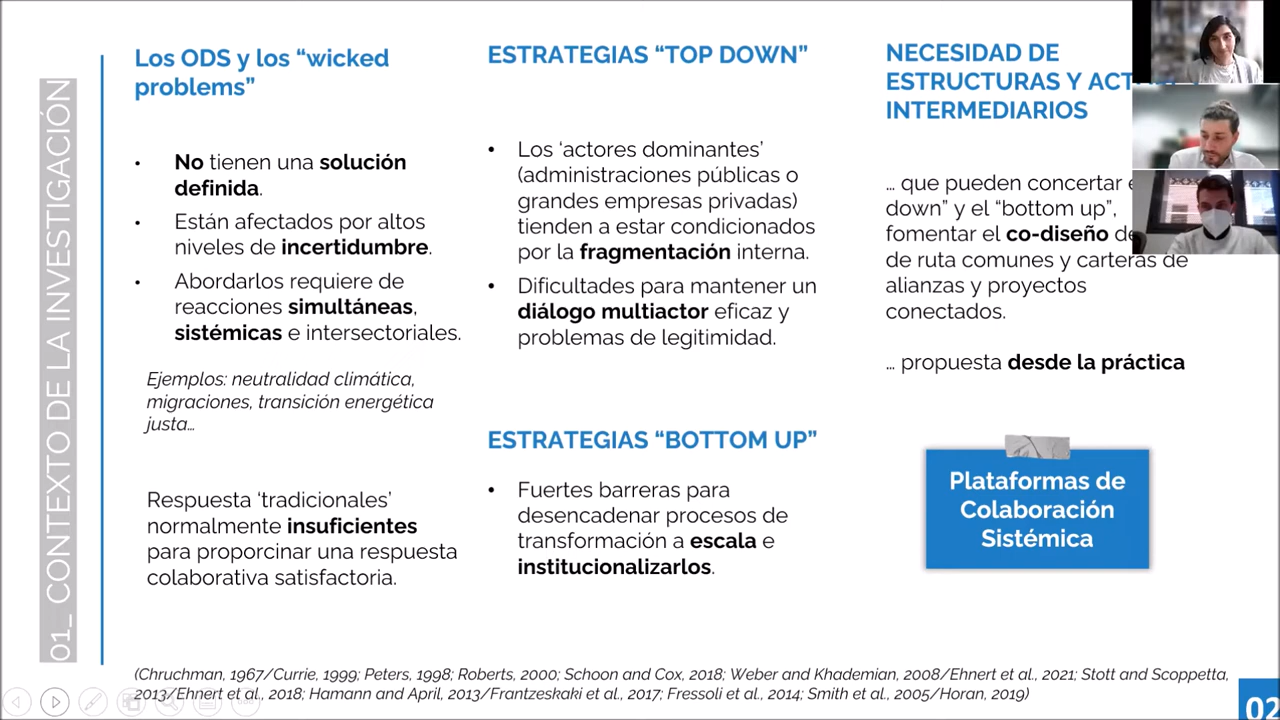 01_ CONTEXTO DE LA INVESTIGACIÓN
Los ODS y los “wicked
problems”
• No tienen una solución
definida.
• Están afectados por altos
niveles de incertidumbre.
• Abordarlos requiere de
reacciones simultáneas,
sistémicas e intersectoriales.
Ejemplos: neutralidad climática,
migraciones, transición energética
justa…
Respuesta ‘tradicionales’
normalmente insuficientes
para proporcinar una respuesta
colaborativa satisfactoria.
ESTRATEGIAS “TOP DOWN”
• Los ‘actores dominantes’
(administraciones públicas o
grandes empresas privadas)
tienden a estar condicionados
por la fragmentación interna.
• Dificultades para mantener un
diálogo multiactor eficaz y
problemas de legitimidad.
ESTRATEGIAS “BOTTOM UP”
• Fuertes barreras para
desencadenar procesos de
transformación a escala e
institucionalizarlos.
NECESIDAD DE
ESTRUCTURAS Y
INTERMEDIARIOS
… que pueden concertar
down” y el “bottom up”,
fomentar el co-diseño
de ruta comunes y carteras de
alianzas y proyectos
conectados.
… propuesta desde la práctica
Plataformas de
Colaboración
Sistémica
(Chruchman, 1967/Currie, 1999; Peters, 1998; Roberts, 2000; Schoon and Cox, 2018; Weber and Khademian, 2008/Ehnert et al., 2021; Stott and Scoppetta,
2013/Ehnert et al., 2018; Hamann and April, 2013/Frantzeskaki et al., 2017; Fressoli et al., 2014; Smith et al., 2005/Horan, 2019)
02